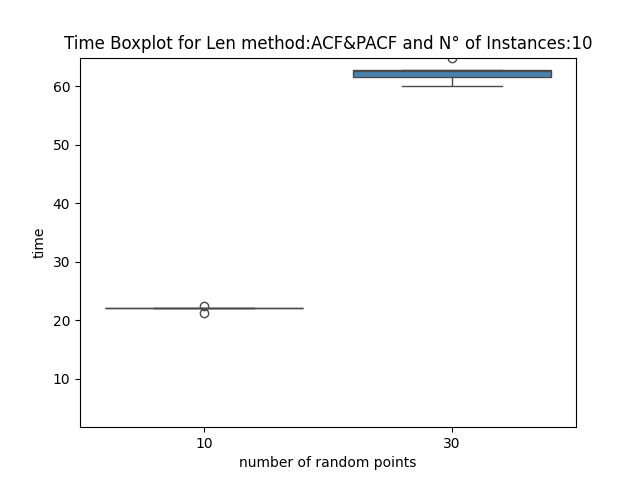 Time Boxplot for Len method:ACF&PACF and N° of Instances:10
60
50
40
30
20
10
time
10 30
number of random points